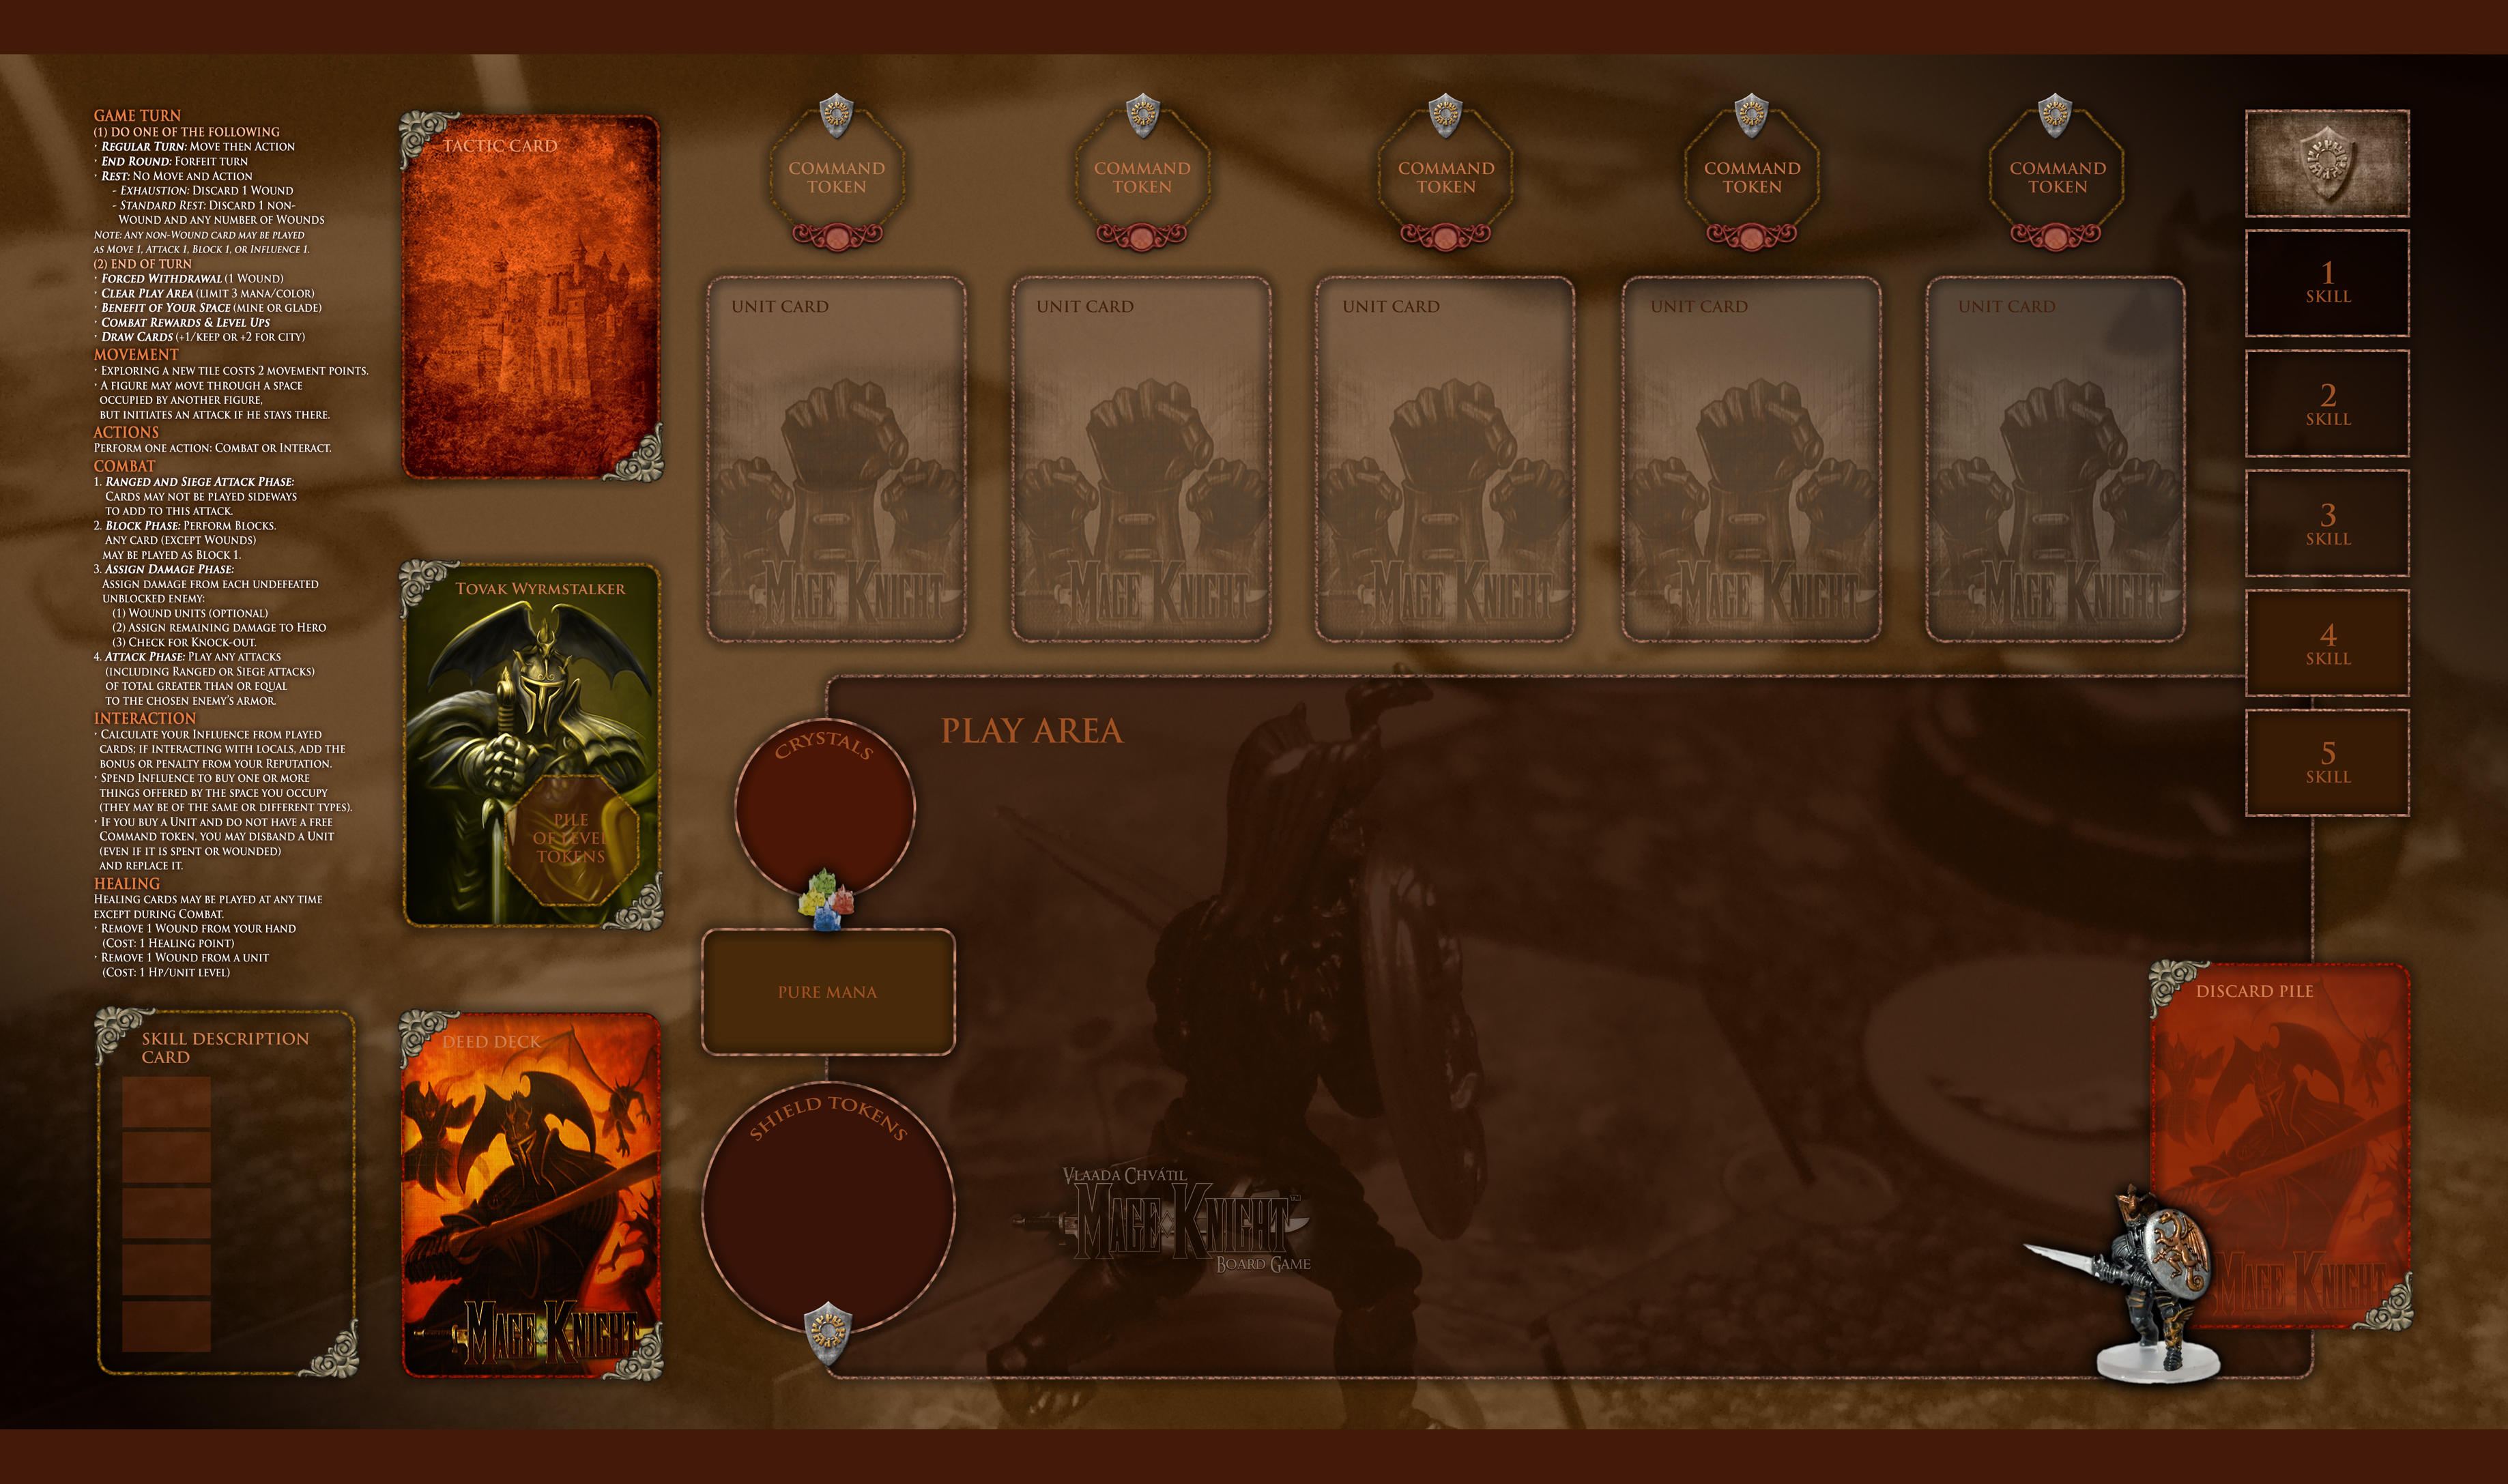 GAME TURN
(1) DO ONE OF THE FOLLOWING
· REGULAR TURN: MOVE THEN ACTION
· END ROUND: FORFEIT TURN
· REST: NO MOVE AND ACTION
- EXHAUSTION: DISCARD 1 WOUND
- STANDARD REST: DISCARD 1 NON-
WOUND AND ANY NUMBER OF WOUNDS
NOTE: ANY NON-WOUND CARD MAY BE PLAYED
AS MOVE 1, ATTACK 1, BLOCK 1, OR INFLUENCE 1.
(2) END OF TURN
· FORCED WITHDRAWAL (1 WOUND)
· CLEAR PLAY AREA (LIMIT 3 MANA/COLOR)
· BENEFIT OF YOUR SPACE (MINE OR GLADE)
· COMBAT REWARDS & LEVEL UPS
· DRAW CARDS (+1/KEEP OR +2 FOR CITY)
MOVEMENT
· EXPLORING A NEW TILE COSTS 2 MOVEMENT POINTS.
· A FIGURE MAY MOVE THROUGH A SPACE
OCCUPIED BY ANOTHER FIGURE,
BUT INITIATES AN ATTACK IF HE STAYS THERE.
ACTIONS
PERFORM ONE ACTION: COMBAT OR INTERACT.
COMBAT
1. RANGED AND SIEGE ATTACK PHASE:
CARDS MAY NOT BE PLAYED SIDEWAYS
TO ADD TO THIS ATTACK.
2. BLOCK PHASE: PERFORM BLOCKS.
ANY CARD (EXCEPT WOUNDS)
MAY BE PLAYED AS BLOCK 1.
3. ASSIGN DAMAGE PHASE:
ASSIGN DAMAGE FROM EACH UNDEFEATED
UNBLOCKED ENEMY:
(1) WOUND UNITS (OPTIONAL)
(2) ASSIGN REMAINING DAMAGE TO HERO
(3) CHECK FOR KNOCK-OUT.
4. ATTACK PHASE: PLAY ANY ATTACKS
(INCLUDING RANGED OR SIEGE ATTACKS)
OF TOTAL GREATER THAN OR EQUAL
TO THE CHOSEN ENEMY'S ARMOR.
INTERACTION
· CALCULATE YOUR INFLUENCE FROM PLAYED
CARDS; IF INTERACTING WITH LOCALS, ADD THE
BONUS OR PENALTY FROM YOUR REPUTATION.
· SPEND INFLUENCE TO BUY ONE OR MORE
THINGS OFFERED BY THE SPACE YOU OCCUPY
(THEY MAY BE OF THE SAME OR DIFFERENT TYPES).
· IF YOU BUY A UNIT AND DO NOT HAVE A FREE
COMMAND TOKEN, YOU MAY DISBAND A UNIT
(EVEN IF IT IS SPENT OR WOUNDED)
AND REPLACE IT.
HEALING
HEALING CARDS MAY BE PLAYED AT ANY TIME
EXCEPT DURING COMBAT.
· REMOVE 1 WOUND FROM YOUR HAND
(COST: 1 HEALING POINT)
· REMOVE 1 WOUND FROM A UNIT
(COST: 1 HP/UNIT LEVEL)
SKILL DESCRIPTION
CARD
TACTIC CARD
TOVAK WYRMSTALKER
PILE
OF LEVEL
TOKENS
DEED DECK
MAGE KNIGHT
COMMAND
TOKEN
COMMAND
TOKEN
COMMAND
TOKEN
COMMAND
TOKEN
COMMAND
TOKEN
UNIT CARD
MAGE KNIGHT
UNIT CARD
MAGE KNIGHT
UNIT CARD
MAGE KNIGHT
UNIT CARD
MAGE KNIGHT
UNIT CARD
MAGE KNIGHT
1
SKILL
2
SKILL
3
SKILL
4
SKILL
5
SKILL
PLAY AREA
CRYSTALS
PURE MANA
SHIELD TOKENS
VLAADA CHVÁTIL
MAGE KNIGHT™
BOARD GAME
DISCARD PILE
MAGE KNIGHT